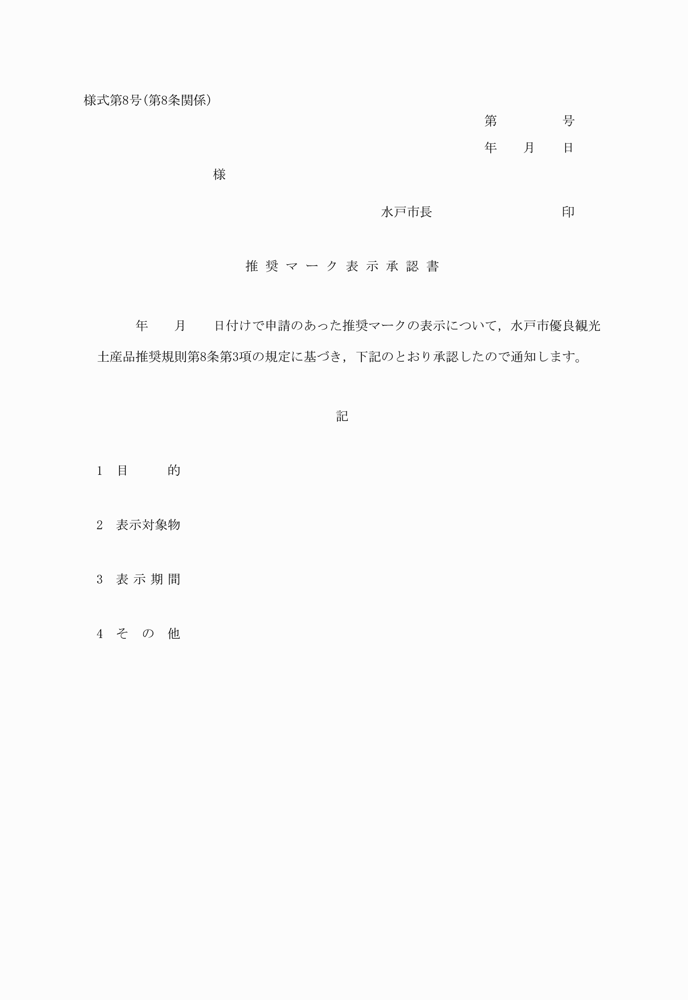 様式第8号(第8条関係)
第　　　　　号
年　　月　　日
様
水戸市長　　　　　　　　　　印
推奨マーク表示承認書
年　　月　　日付けで申請のあった推奨マークの表示について，水戸市優良観光
土産品推奨規則第8条第3項の規定に基づき，下記のとおり承認したので通知します。
記
1　目　　　的
2　表示対象物
3　表示期間
4　そ　の　他